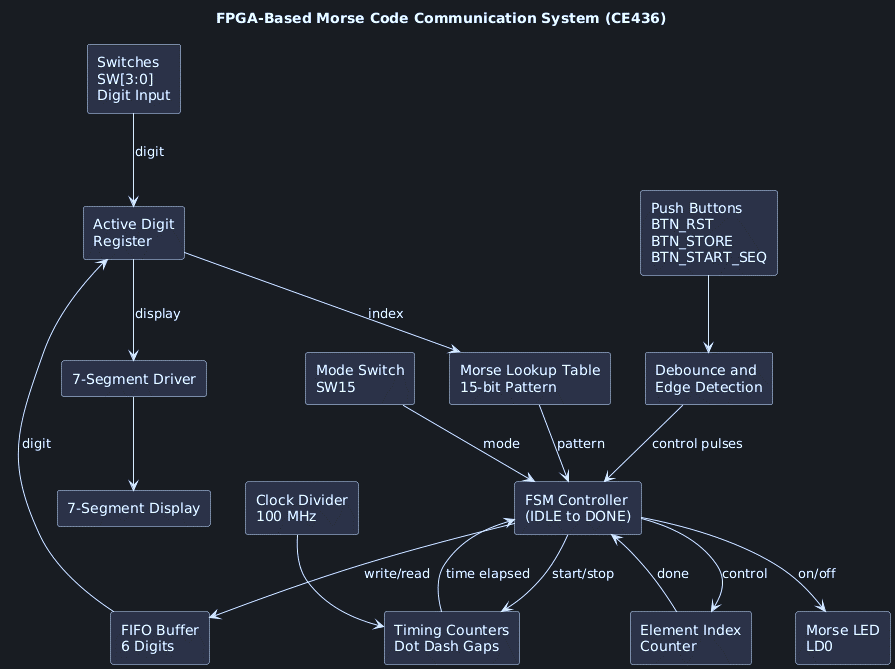 FPGA-Based Morse Code Communication System (CE436)
Switches
SW[3:0]
Digit Input
digit
Active Digit
Register
Push Buttons
BTN_RST
BTN_STORE
BTN_START_SEQ
display
index
7-Segment Driver
Mode Switch
SW15
Morse Lookup Table
15-bit Pattern
Debounce and
Edge Detection
digit
mode
pattern
control pulses
7-Segment Display
Clock Divider
100 MHz
FSM Controller
(IDLE to DONE)
write/read
time elapsed
start/stop
done
control
on/off
FIFO Buffer
6 Digits
Timing Counters
Dot Dash Gaps
Element Index
Counter
Morse LED
LD0